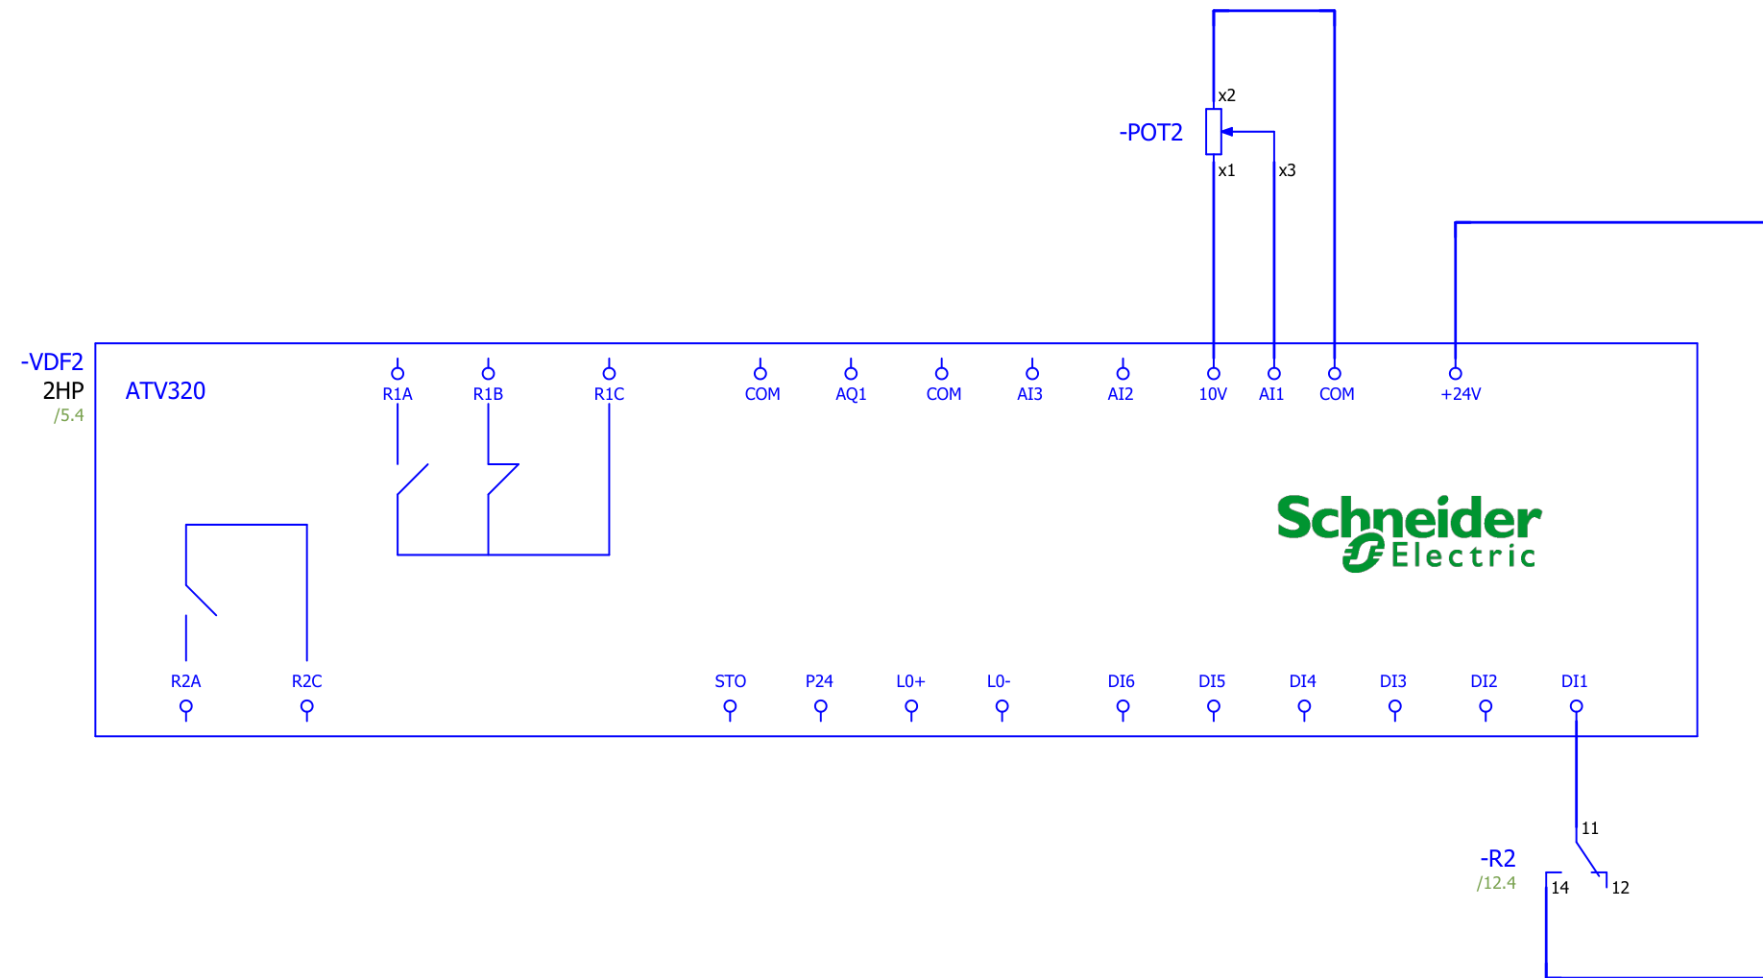 x2
-POT2
x1
x3
-VDF2
2HP
/5.4
ATV320
R1A
R1B
R1C
COM
AQ1
COM
AI3
AI2
10V
AI1
COM
+24V
Schneider
Electric
R2A
R2C
STO
P24
L0+
L0-
DI6
DI5
DI4
DI3
DI2
DI1
11
-R2
/12.4
14
12